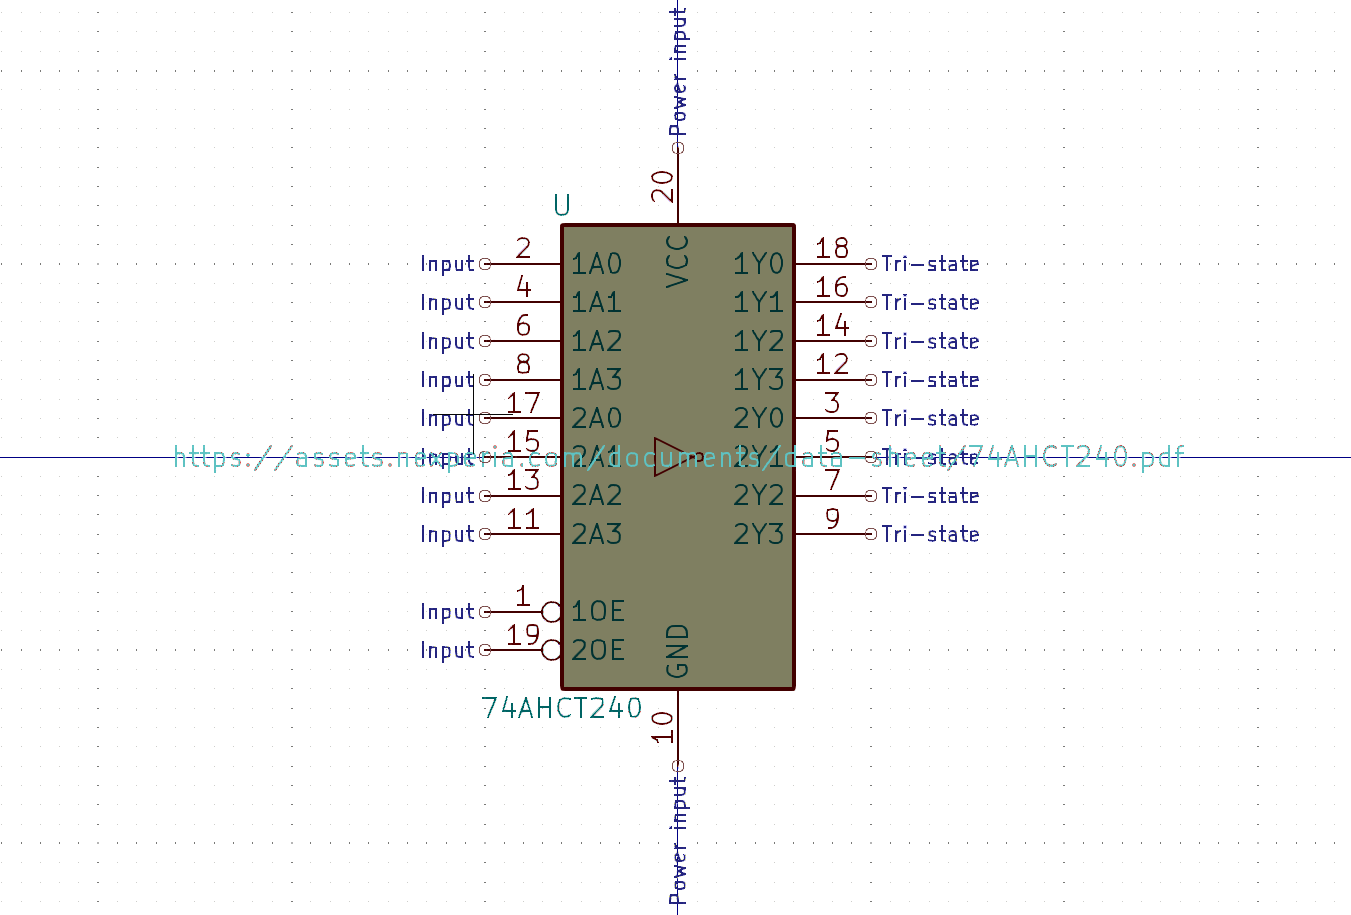 Power input
20
U
VCC
Input 2 1A0 1Y0 18 Tri-state
Input 4 1A1 1Y1 16 Tri-state
Input 6 1A2 1Y2 14 Tri-state
Input 8 1A3 1Y3 12 Tri-state
Input 17 2A0 2Y0 3 Tri-state
Input 15 2A1 2Y1 5 Tri-state
https://assets.nexperia.com/documents/data-sheet/74AHCT240.pdf
Input 13 2A2 2Y2 7 Tri-state
Input 11 2A3 2Y3 9 Tri-state
Input 1 1OE
Input 19 2OE
GND
74AHCT240
10
Power input